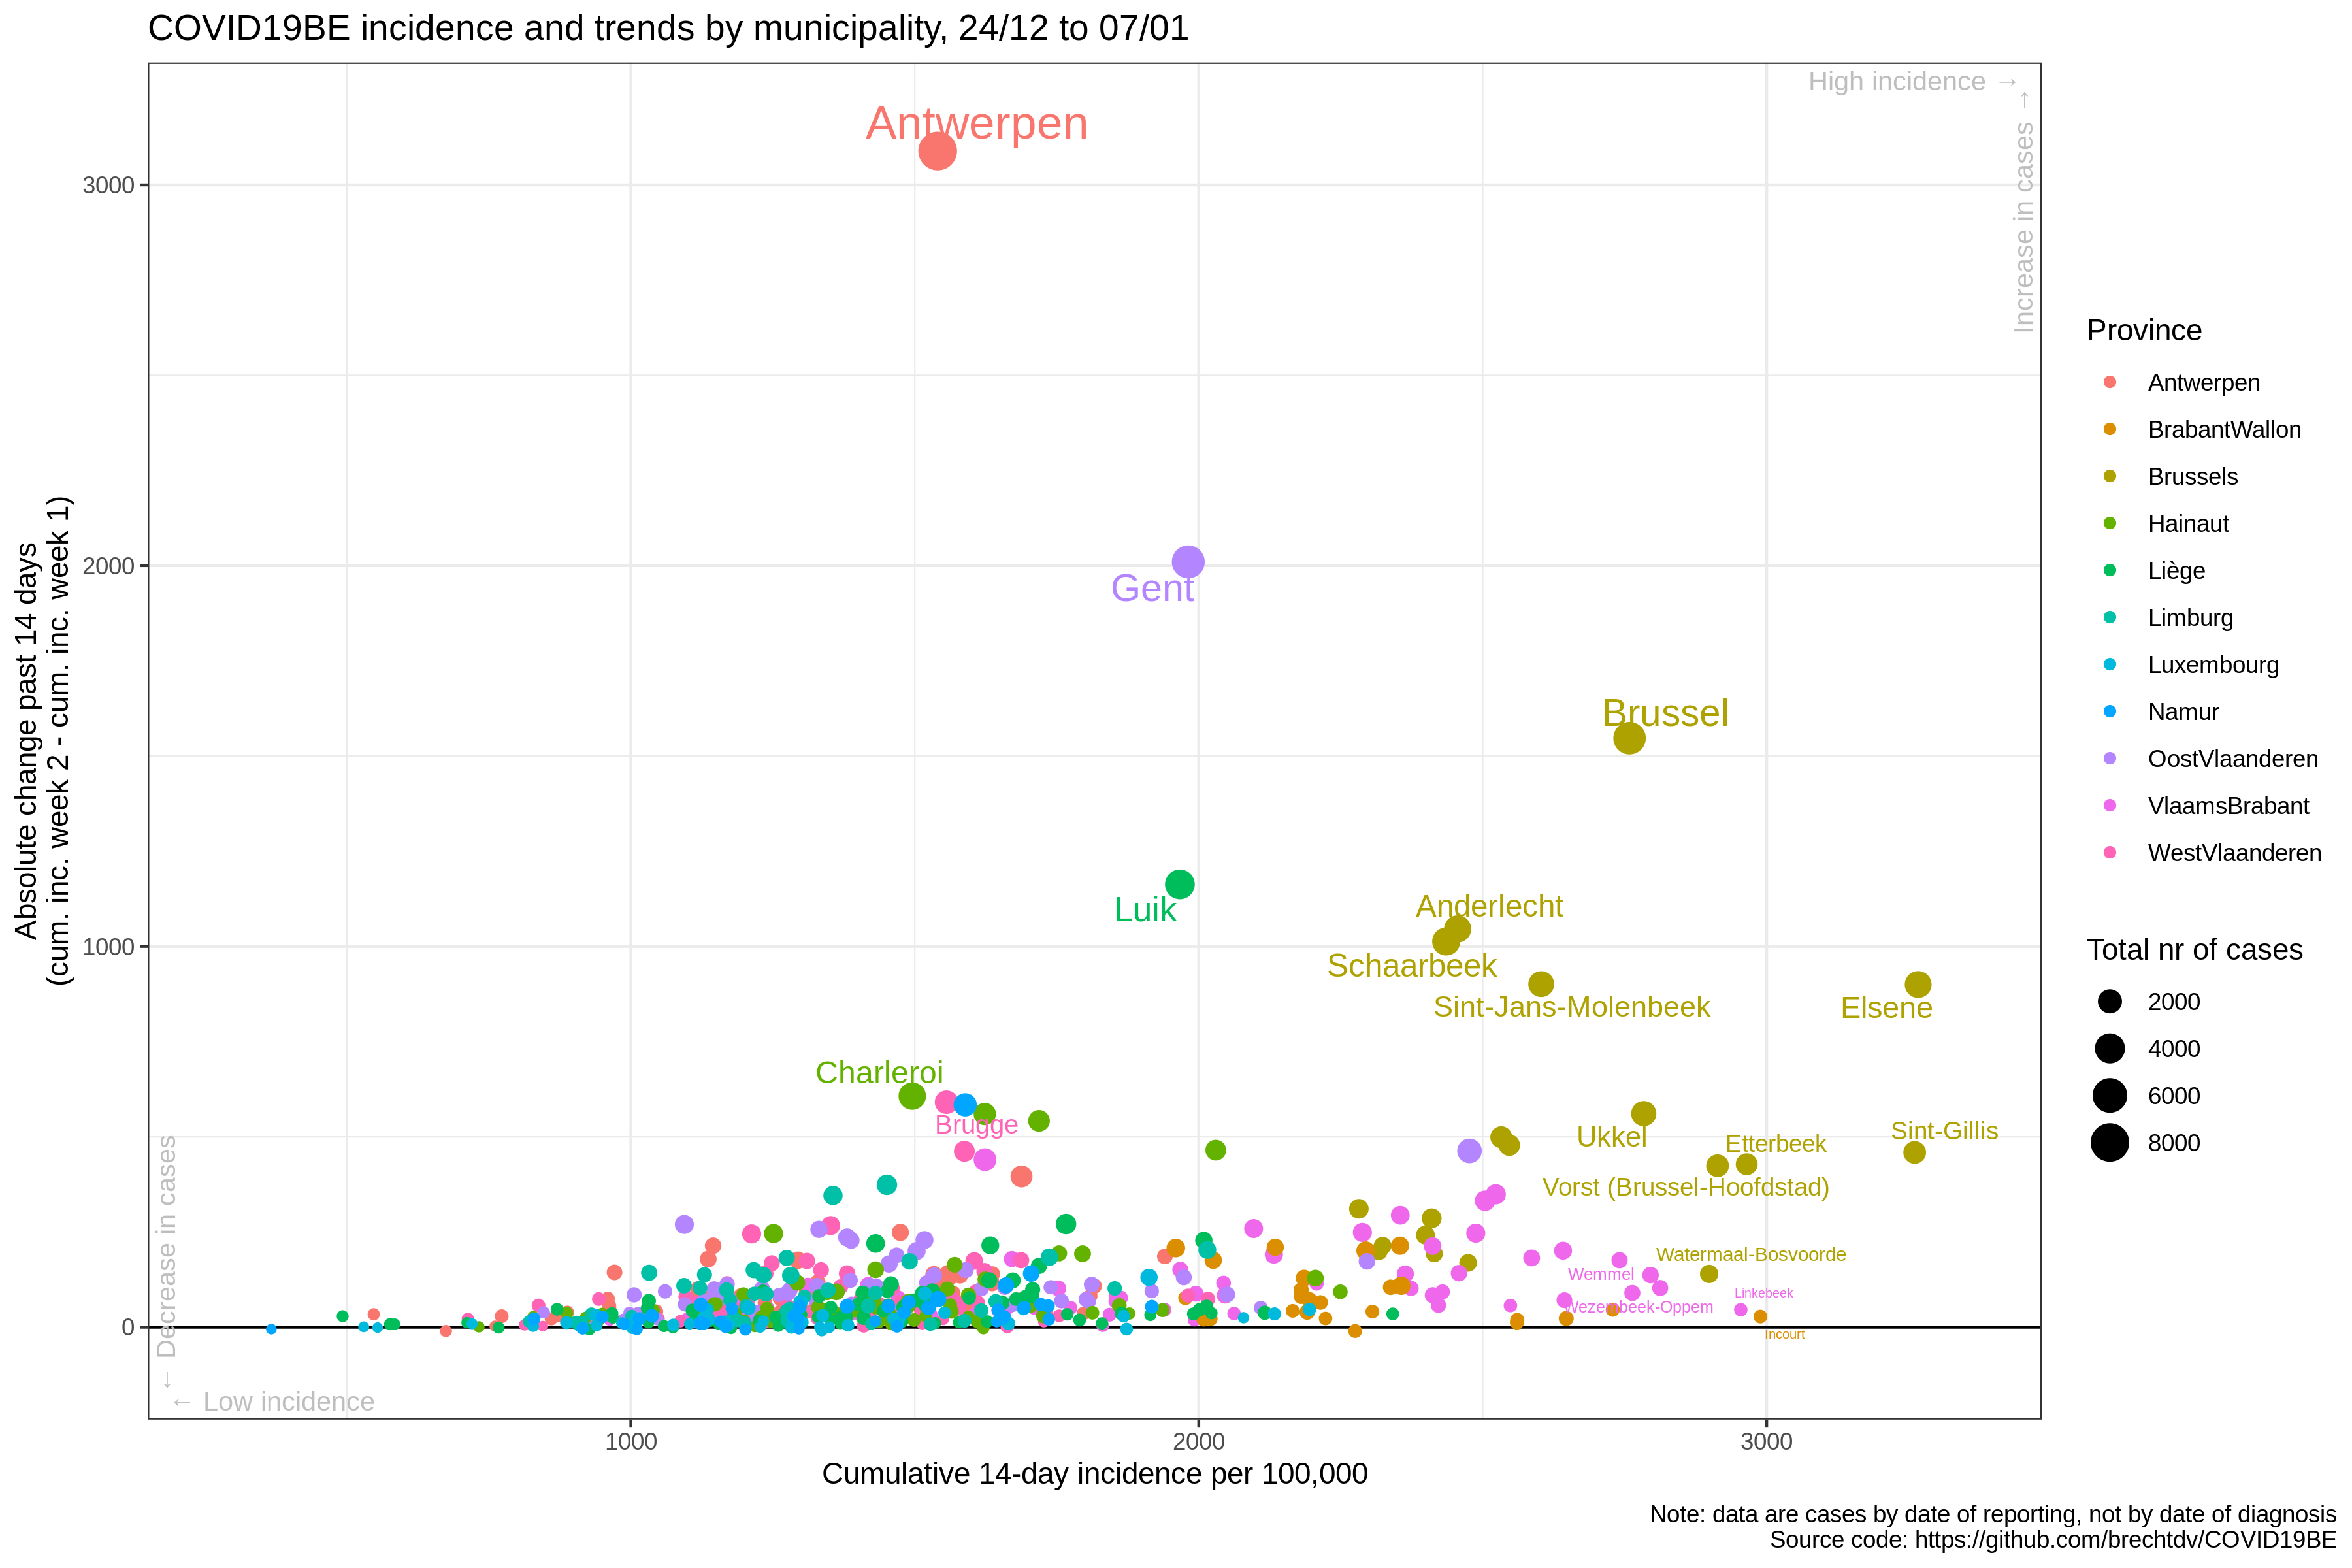 COVID19BE incidence and trends by municipality, 24/12 to 07/01
High incidence →
Increase in cases →
Antwerpen
3000
Gent
2000
Brussel
Luik
Anderlecht
1000
Schaarbeek
Sint-Jans-Molenbeek
Elsene
Charleroi
Brugge
Ukkel
Etterbeek
Sint-Gillis
Vorst (Brussel-Hoofdstad)
Watermaal-Bosvoorde
Wemmel
Linkebeek
Wezembeek-Oppem
Incourt
0
← Decrease in cases
← Low incidence
1000
2000
3000
Absolute change past 14 days
(cum. inc. week 2 - cum. inc. week 1)
Cumulative 14-day incidence per 100,000
Province
Antwerpen
BrabantWallon
Brussels
Hainaut
Liège
Limburg
Luxembourg
Namur
OostVlaanderen
VlaamsBrabant
WestVlaanderen
Total nr of cases
2000
4000
6000
8000
Note: data are cases by date of reporting, not by date of diagnosis
Source code: https://github.com/brechtdv/COVID19BE